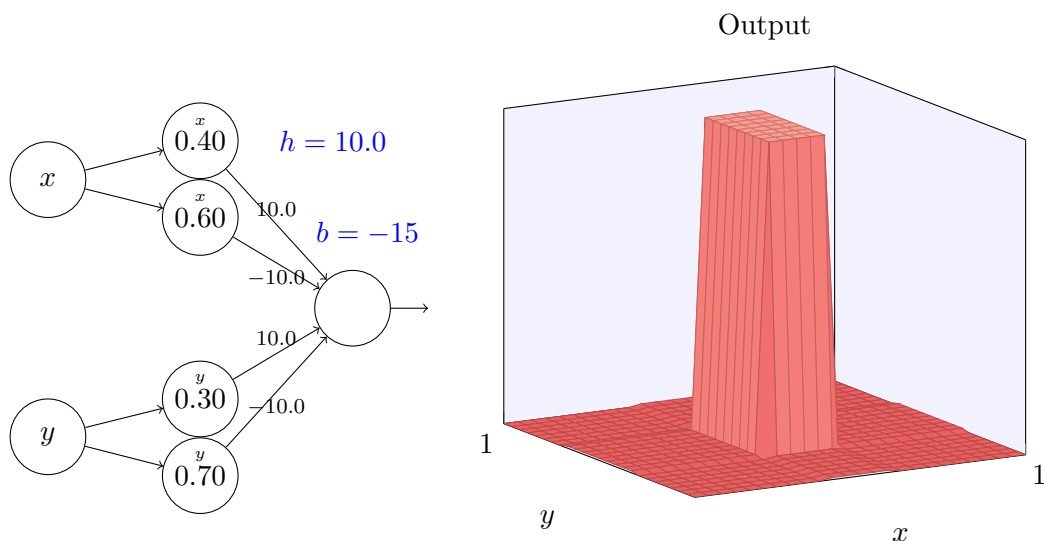 Output
x
x
0.40
h = 10.0
x
0.60
10.0
b = −15
−10.0
10.0
y
y
0.30
−10.0
y
0.70
1
1
y
x